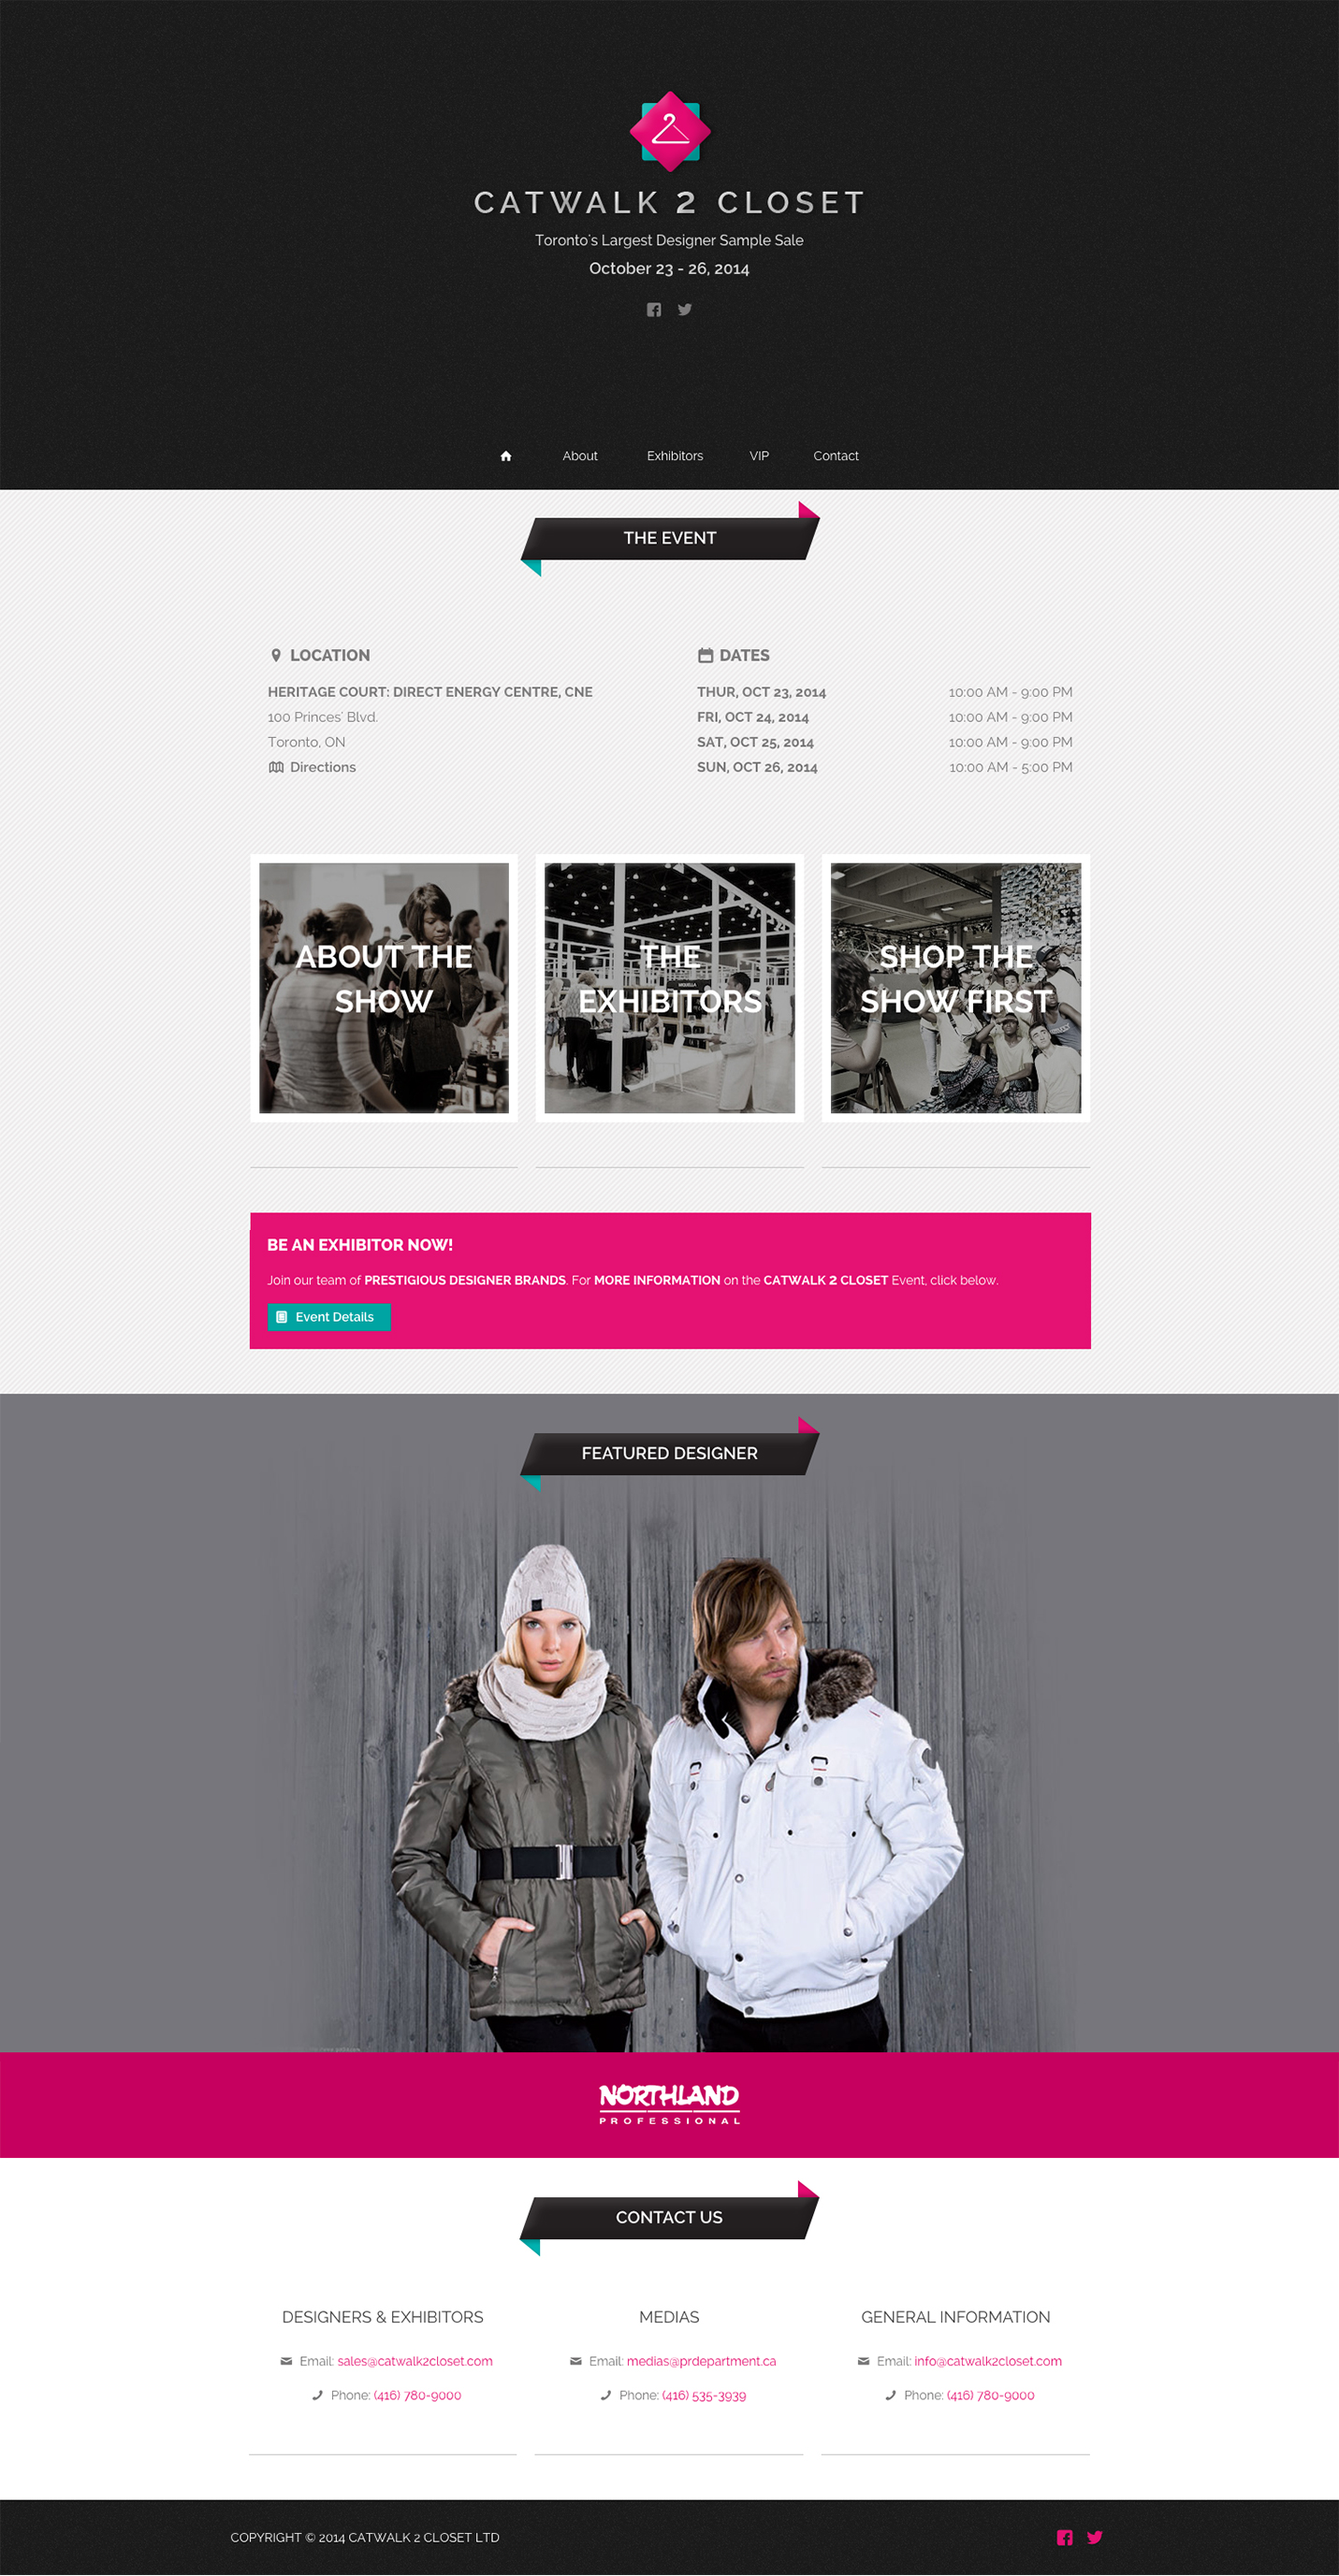 CATWALK 2 CLOSET
Toronto's Largest Designer Sample Sale
October 23 - 26, 2014
About Exhibitors VIP Contact
THE EVENT
LOCATION
HERITAGE COURT: DIRECT ENERGY CENTRE, CNE
100 Princes' Blvd.
Toronto, ON
Directions
DATES
THUR, OCT 23, 2014 10:00 AM - 9:00 PM
FRI, OCT 24, 2014 10:00 AM - 9:00 PM
SAT, OCT 25, 2014 10:00 AM - 9:00 PM
SUN, OCT 26, 2014 10:00 AM - 5:00 PM
ABOUT THE
SHOW
THE
EXHIBITORS
SHOP THE
SHOW FIRST
BE AN EXHIBITOR NOW!
Join our team of PRESTIGIOUS DESIGNER BRANDS. For MORE INFORMATION on the CATWALK 2 CLOSET Event, click below.
Event Details
FEATURED DESIGNER
NORTHLAND
PROFESSIONAL
CONTACT US
DESIGNERS & EXHIBITORS
Email: sales@catwalk2closet.com
Phone: (416) 780-9000
MEDIAS
Email: medias@prdepartment.ca
Phone: (416) 535-3939
GENERAL INFORMATION
Email: info@catwalk2closet.com
Phone: (416) 780-9000
COPYRIGHT © 2014 CATWALK 2 CLOSET LTD